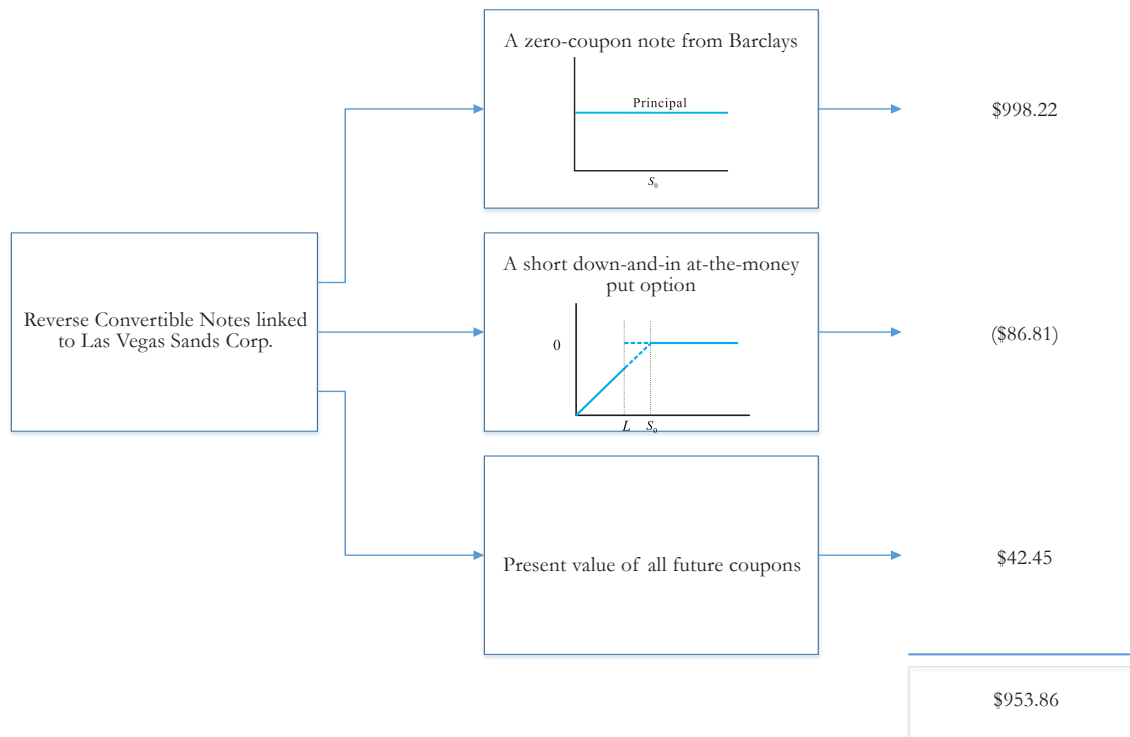 A zero-coupon note from Barclays
Principal
S₀
$998.22
Reverse Convertible Notes linked
to Las Vegas Sands Corp.
A short down-and-in at-the-money
put option
0
L S₀
($86.81)
Present value of all future coupons
$42.45
$953.86